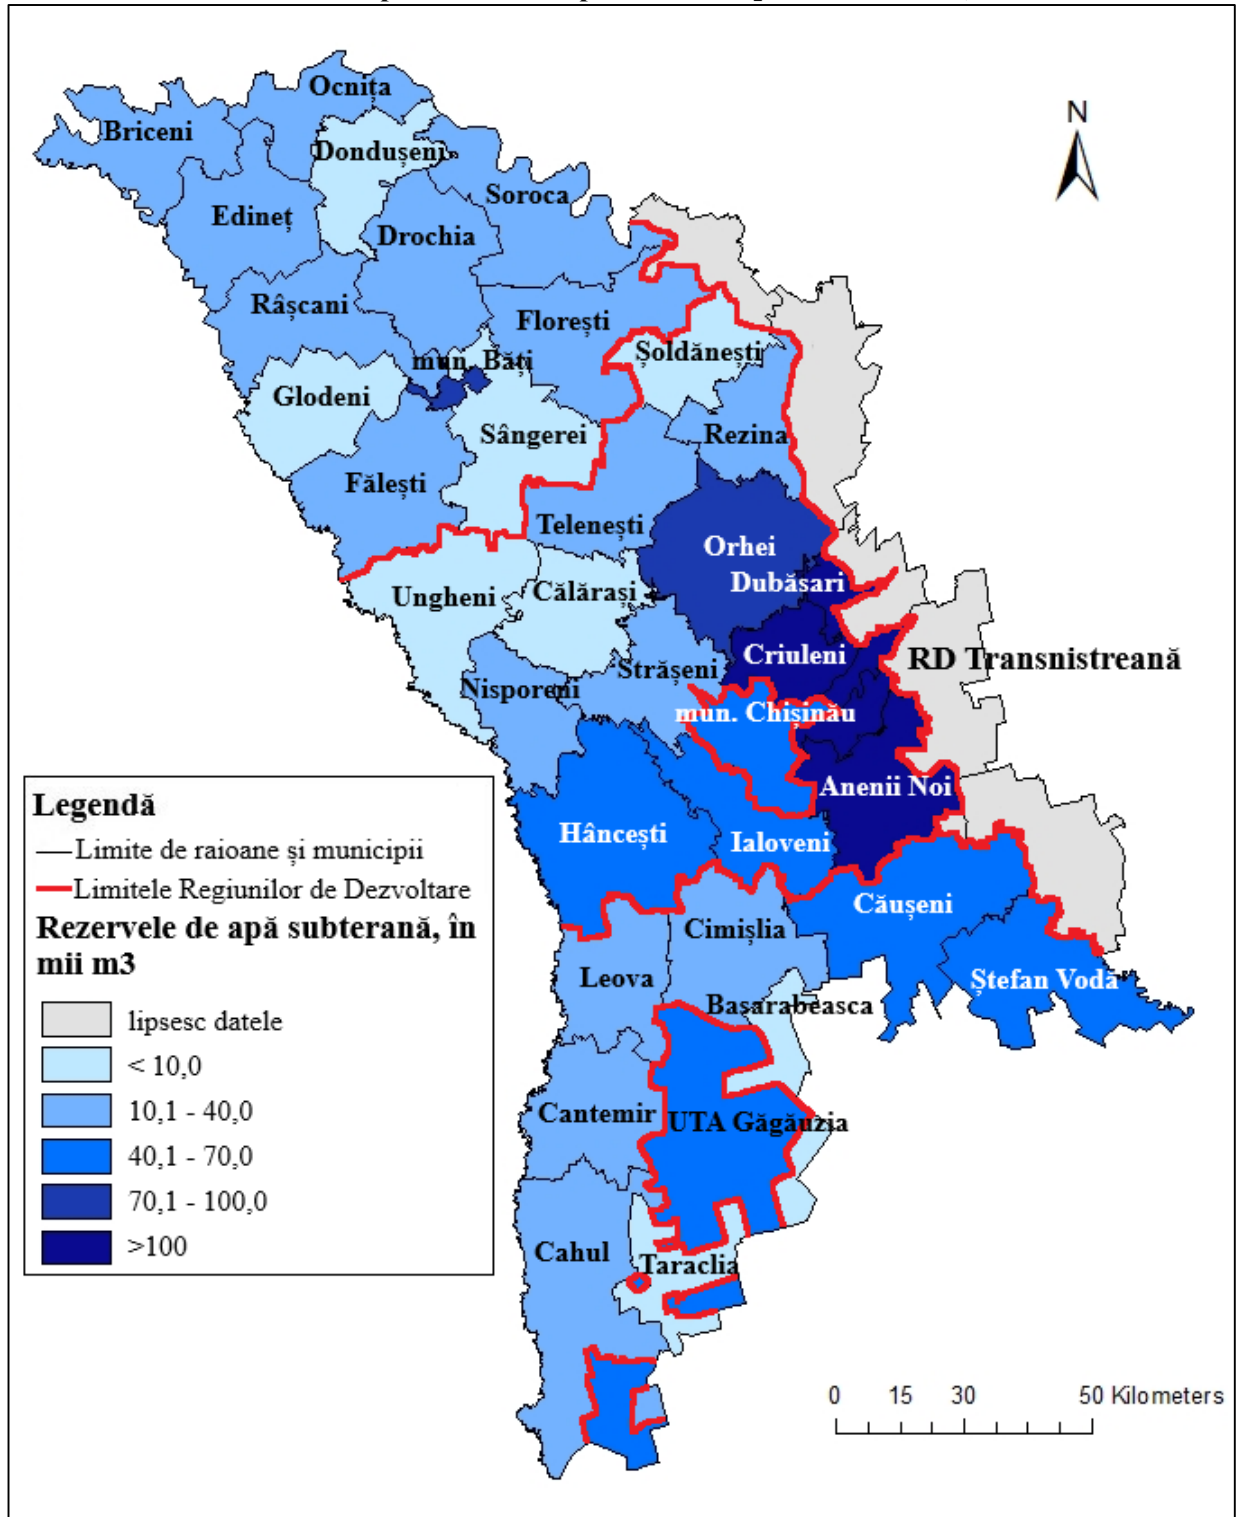 Ocnița
Briceni
Dondușeni
Soroca
Edineț
Drochia
Râșcani
Florești
Șoldănești
mun. Băți
Glodeni
Sângerei
Rezina
Fălești
Telenești
Orhei
Dubăsari
Ungheni
Călărași
Criuleni
RD Transnistreană
Strășeni
Nisporeni
mun. Chișinău
Anenii Noi
Hâncești
Ialoveni
Căușeni
Cimișlia
Leova
Ștefan Vodă
Basarabeasca
Cantemir
UTA Găgăuzia
Cahul
Taraclia
N
Legendă
Limite de raioane și municipii
Limitele Regiunilor de Dezvoltare
Rezervele de apă subterană, în
mii m3
lipsesc datele
< 10,0
10,1 - 40,0
40,1 - 70,0
70,1 - 100,0
>100
0 15 30 50 Kilometers